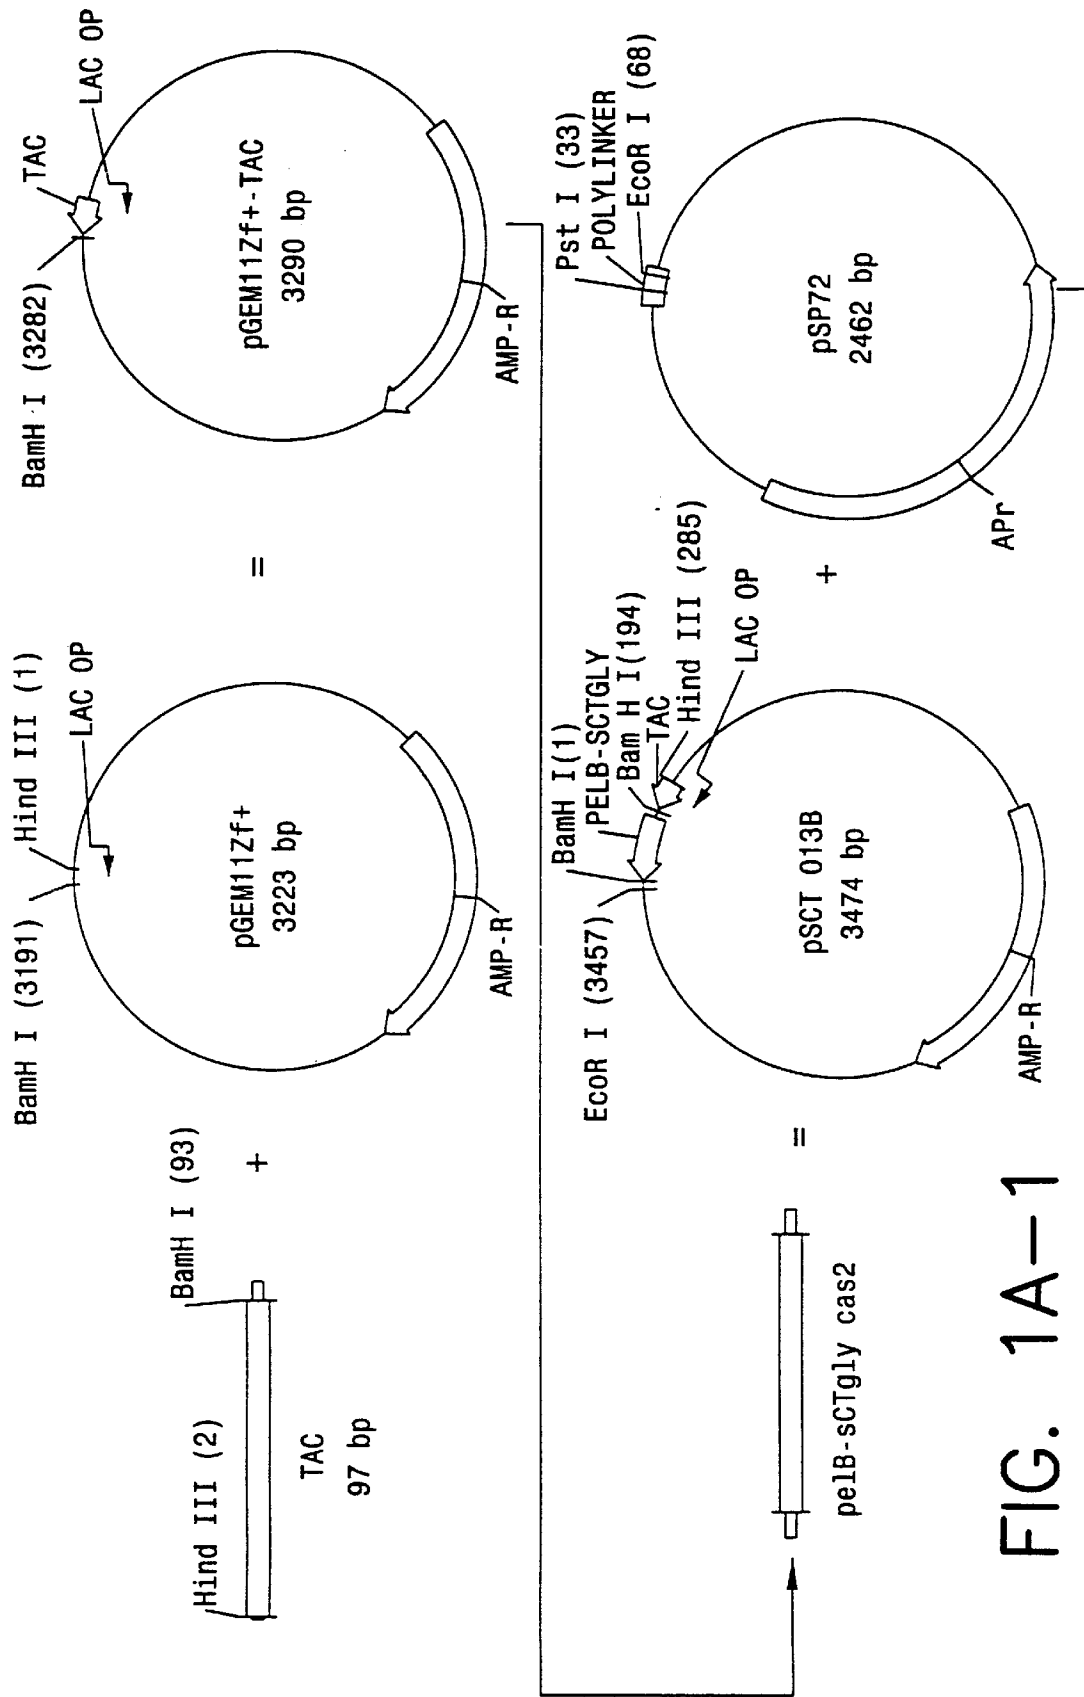 Hind III (2)
BamH I (93)
TAC
97 bp
+
BamH I (3191)
Hind III (1)
LAC OP
pGEM11Zf+
3223 bp
AMP-R
=
BamH I (3282)
TAC
LAC OP
pGEM11Zf+-TAC
3290 bp
AMP-R
pelB-sCTgly cas2
=
EcoR I (3457)
BamH I(1)
PELB-SCTGLY
Bam H I(194)
TAC
Hind III (285)
LAC OP
pSCT 013B
3474 bp
AMP-R
+
Pst I (33)
POLYLINKER
EcoR I (68)
pSP72
2462 bp
APr
FIG. 1A-1